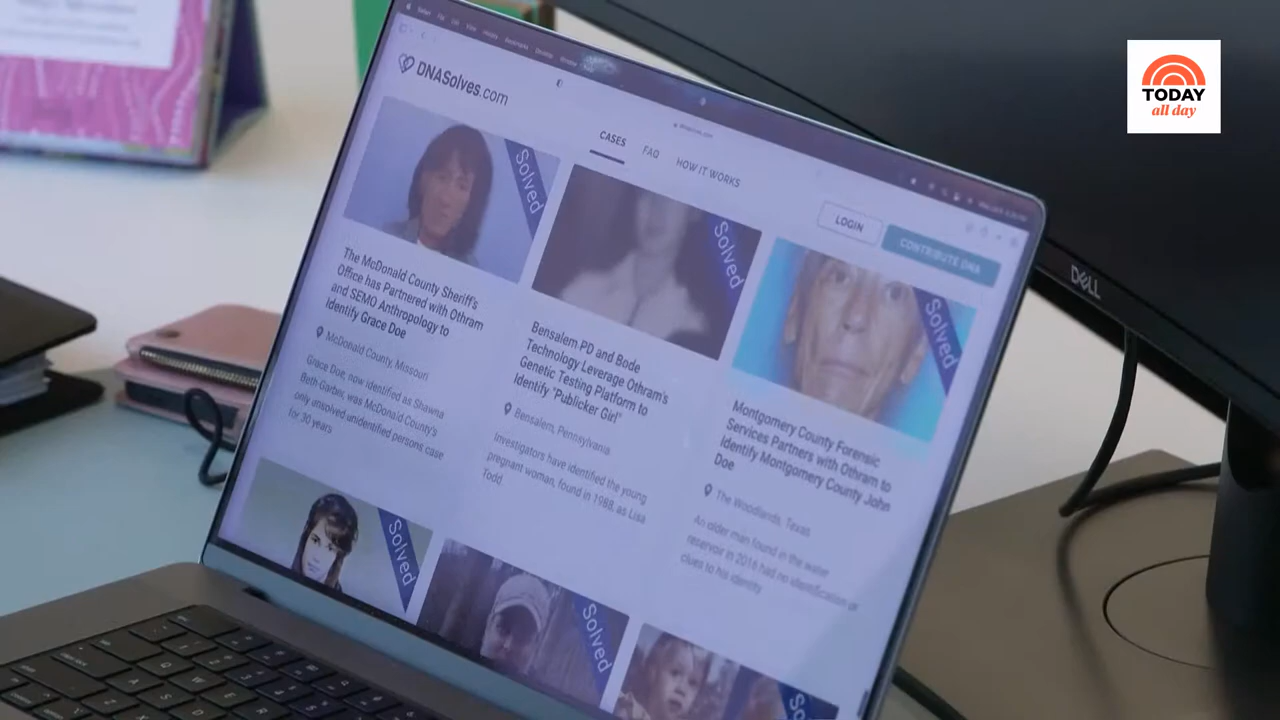 TODAY
all day
DNASolves.com
CASES
FAQ
HOW IT WORKS
LOGIN
CONTRIBUTE DNA
Solved
Solved
Solved
The McDonald County Sheriff's
Office has Partnered with Othram
and SEMO Anthropology to
Identify Grace Doe
McDonald County, Missouri
Grace Doe, now identified as Shawna
Beth Garber, was McDonald County's
only unsolved unidentified persons case
for 30 years
Bensalem PD and Bode
Technology Leverage Othram's
Genetic Testing Platform to
Identify "Publicker Girl"
Bensalem, Pennsylvania
Investigators have identified the young
pregnant woman, found in 1988, as Lisa
Todd
Montgomery County Forensic
Services Partners with Othram to
Identify Montgomery County John
Doe
The Woodlands, Texas
An older man found in the water
reservoir in 2016 had no identification or
clues to his identity
Solved
Solved
Solved
DELL